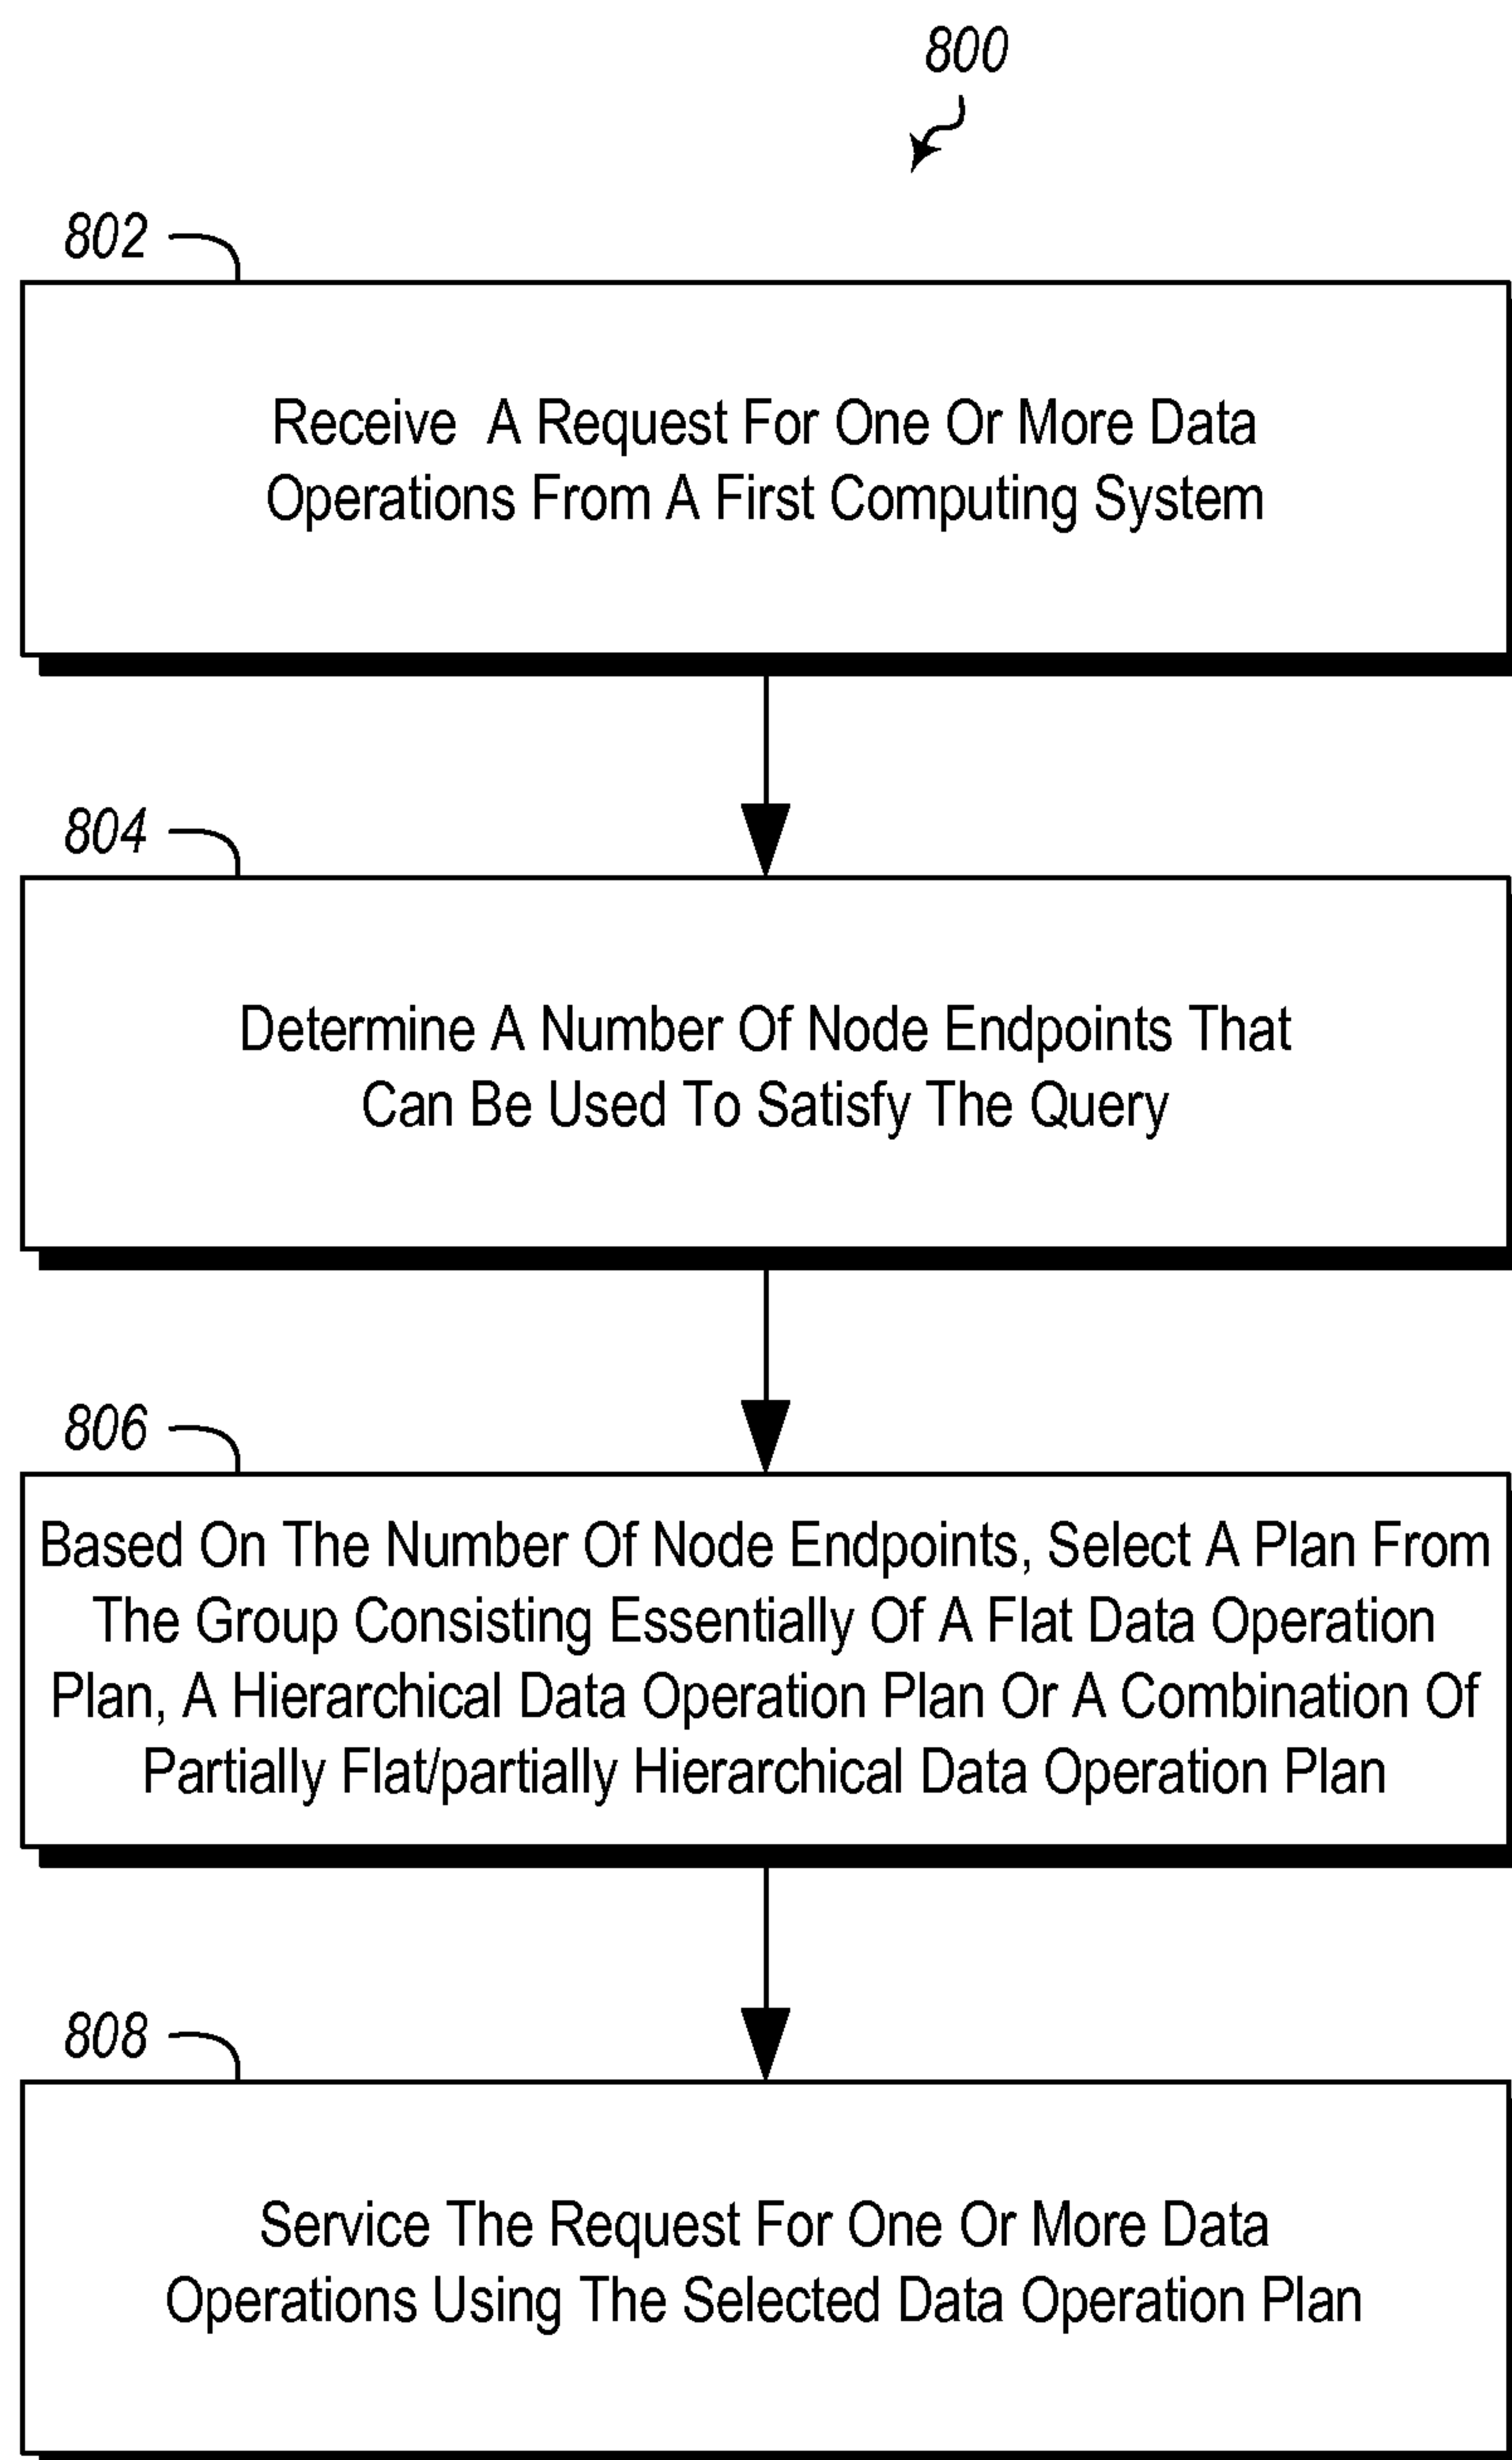 800
802
Receive A Request For One Or More Data
Operations From A First Computing System
804
Determine A Number Of Node Endpoints That
Can Be Used To Satisfy The Query
806
Based On The Number Of Node Endpoints, Select A Plan From
The Group Consisting Essentially Of A Flat Data Operation
Plan, A Hierarchical Data Operation Plan Or A Combination Of
Partially Flat/partially Hierarchical Data Operation Plan
808
Service The Request For One Or More Data
Operations Using The Selected Data Operation Plan